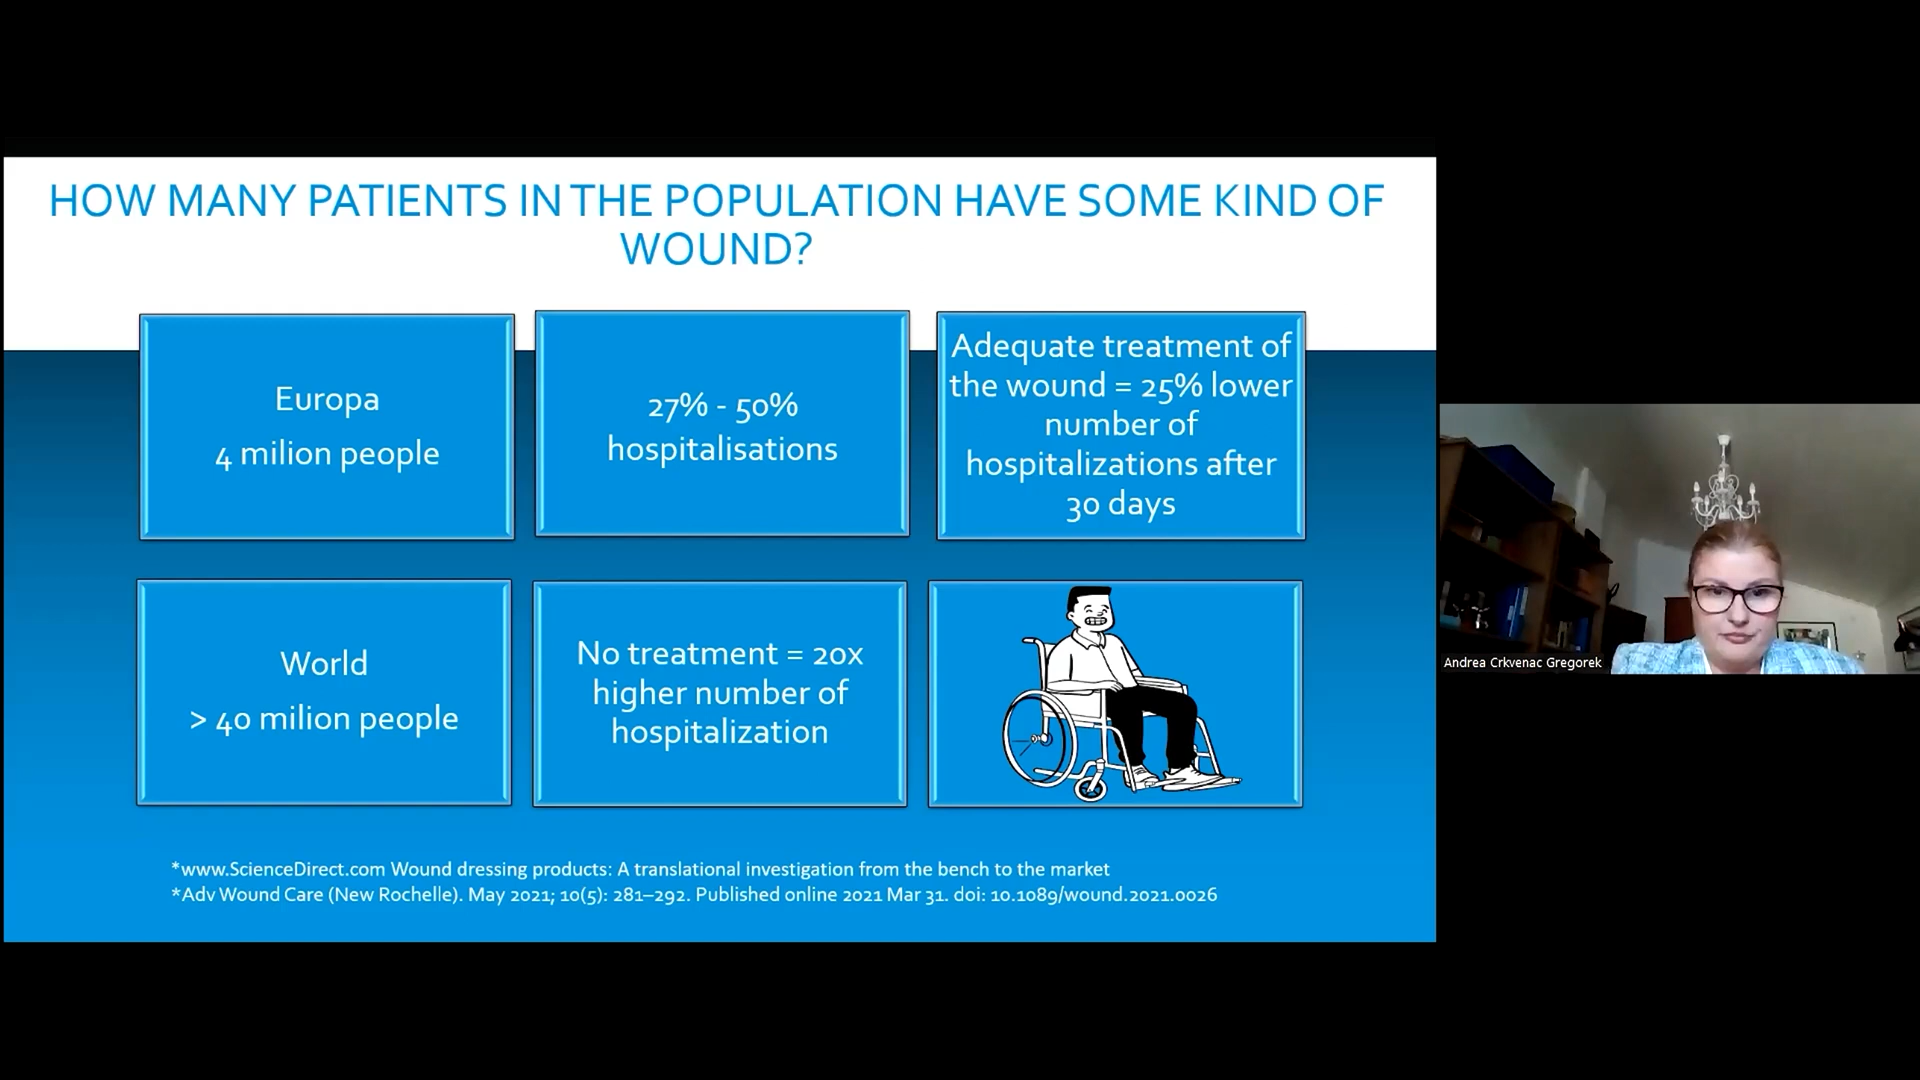 HOW MANY PATIENTS IN THE POPULATION HAVE SOME KIND OF
WOUND?
Europa
4 milion people
27% - 50%
hospitalisations
Adequate treatment of
the wound = 25% lower
number of
hospitalizations after
30 days
World
> 40 milion people
No treatment = 20x
higher number of
hospitalization
*www.ScienceDirect.com Wound dressing products: A translational investigation from the bench to the market
*Adv Wound Care (New Rochelle). May 2021; 10(5): 281–292. Published online 2021 Mar 31. doi: 10.1089/wound.2021.0026
Andrea Crkvenac Gregorek